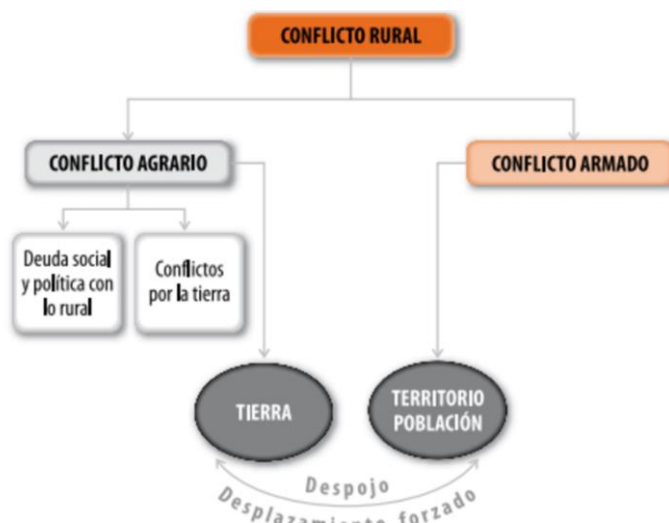 CONFLICTO RURAL
CONFLICTO AGRARIO
CONFLICTO ARMADO
Deuda social
y política con
lo rural
Conflictos
por la tierra
TIERRA
TERRITORIO
POBLACIÓN
Despojo
Desplazamiento forzado